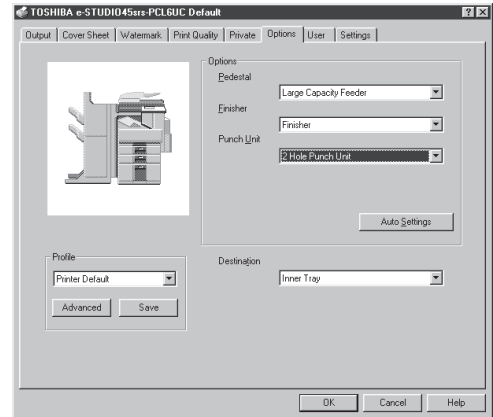 TOSHIBA e-STUDIO45srs-PCL6UC Default
Output Cover Sheet Watermark Print Quality Private Options User Settings
Options
Pedestal
Large Capacity Feeder
Finisher
Finisher
Punch Unit
2 Hole Punch Unit
Auto Settings
Profile
Printer Default
Advanced Save
Destination
Inner Tray
OK Cancel Help